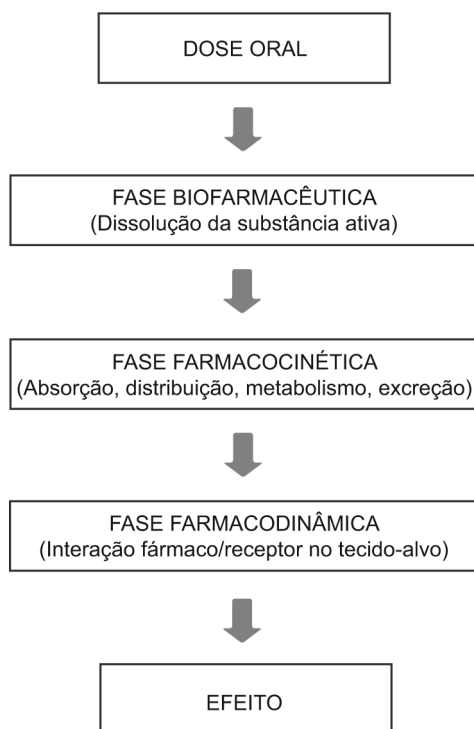 DOSE ORAL
FASE BIOFARMACÊUTICA
(Dissolução da substância ativa)
FASE FARMACOCINÉTICA
(Absorção, distribuição, metabolismo, excreção)
FASE FARMACODINÂMICA
(Interação fármaco/receptor no tecido-alvo)
EFEITO